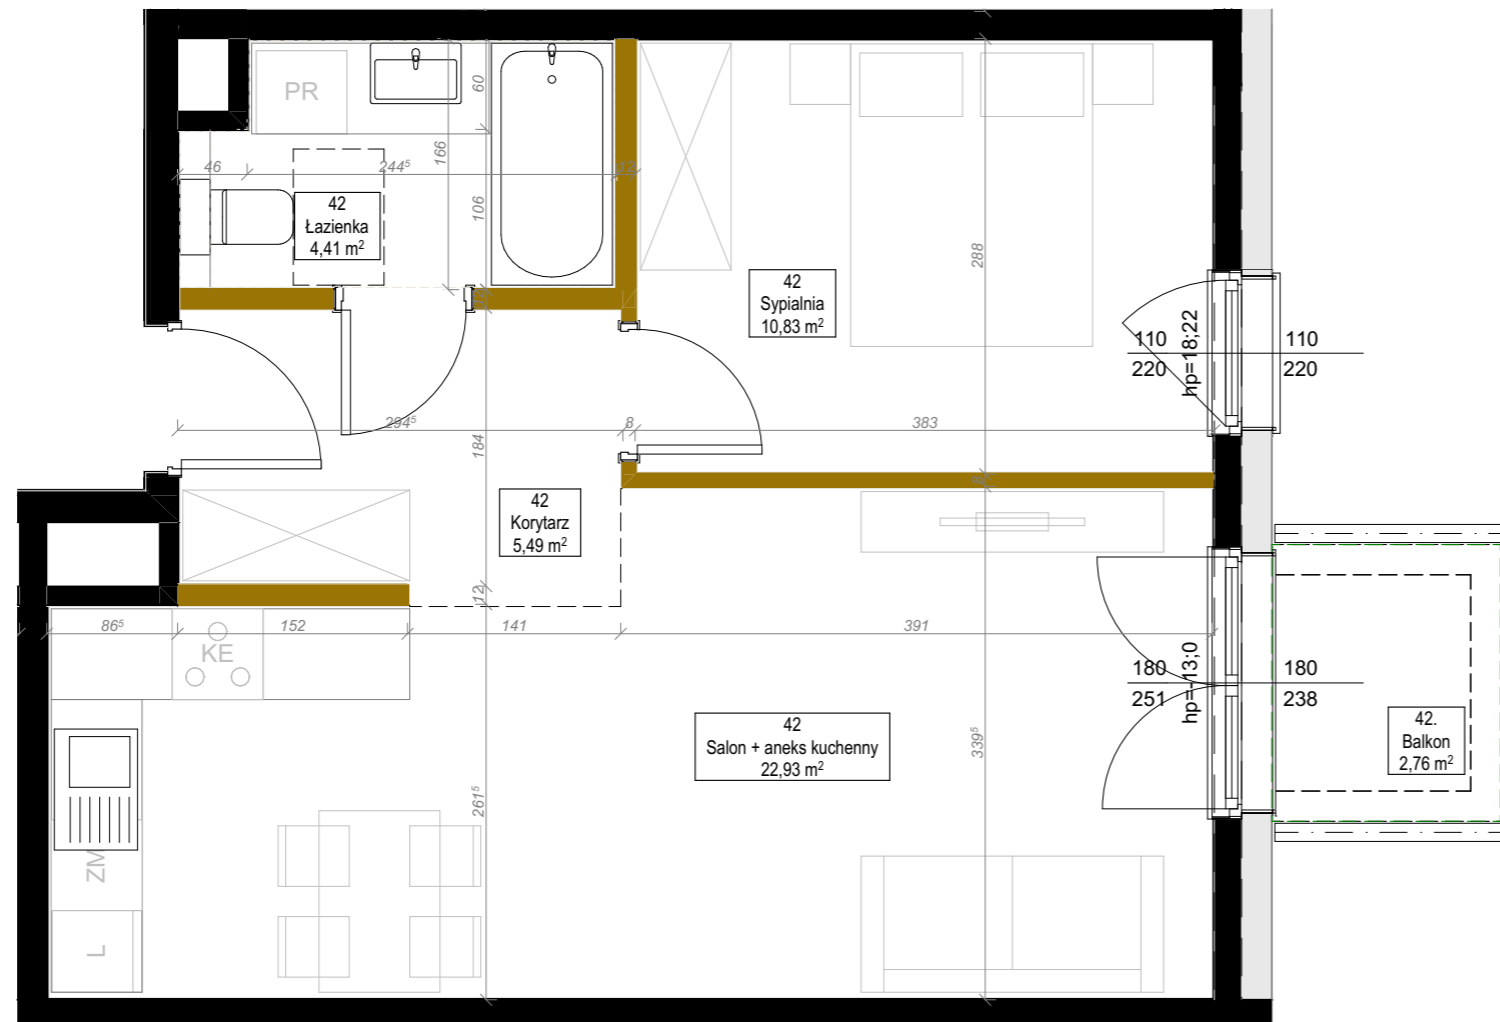 PR
60
166
46
244⁵
12
106
42
Łazienka
4,41 m²
12
288
42
Sypialnia
10,83 m²
110
220
hp=18;22
110
220
294⁵
8
383
184
8
42
Korytarz
5,49 m²
12
86⁵
152
141
391
KE
180
251
hp=-13;0
180
238
42
Salon + aneks kuchenny
22,93 m²
339⁵
42.
Balkon
2,76 m²
261⁵
ZM
L